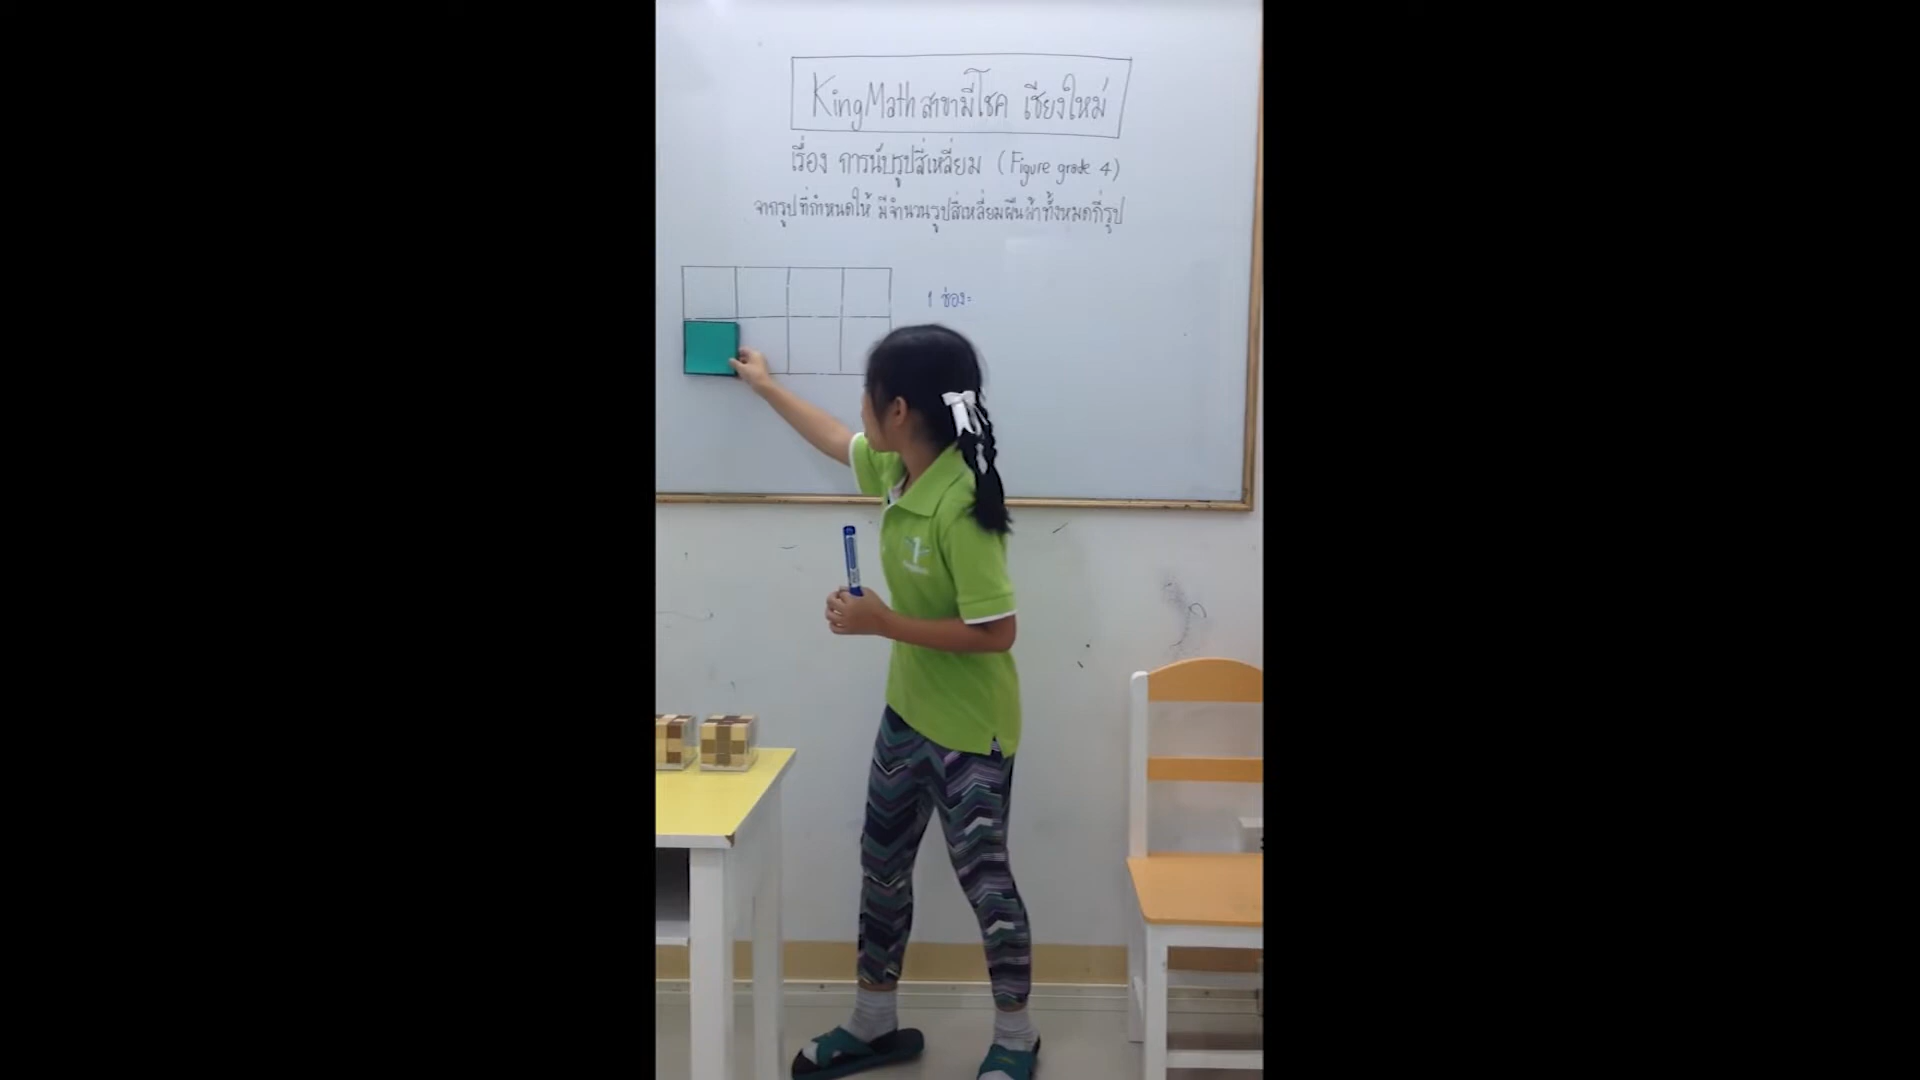 KingMath สาขามีโชค เชียงใหม่
เรื่อง การนับรูปสี่เหลี่ยม (Figure grade 4)
จากรูปที่กำหนดให้ มีจำนวนรูปสี่เหลี่ยมผืนผ้าทั้งหมดกี่รูป
1 ช่อง=